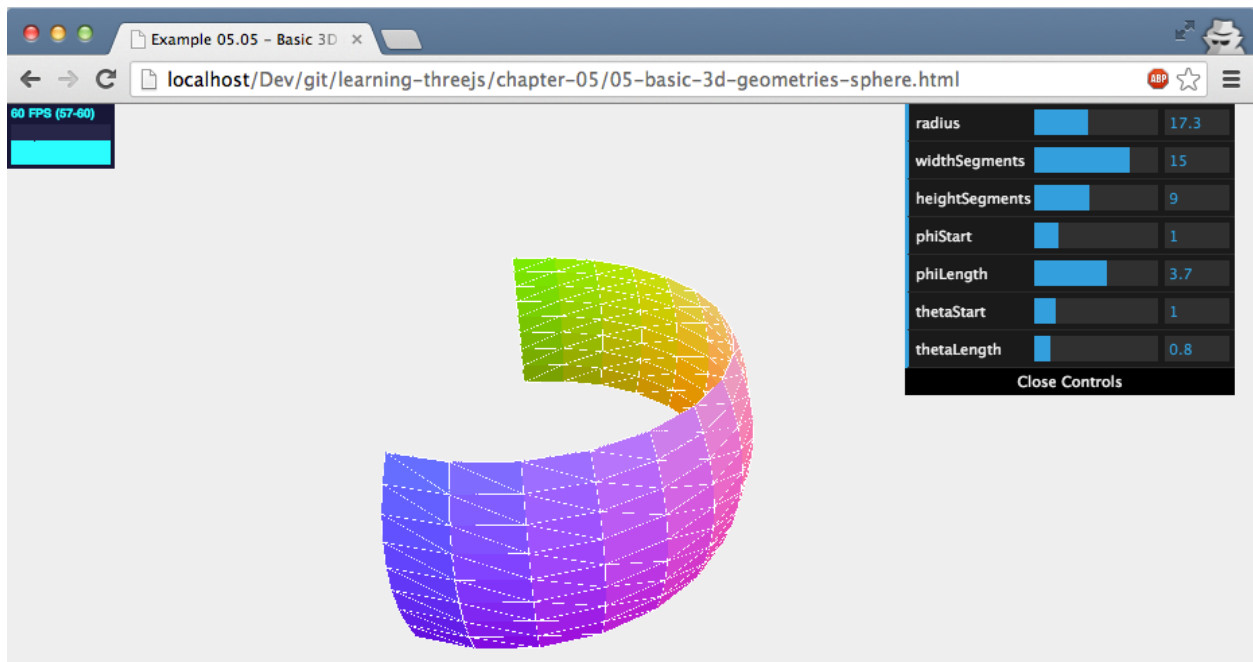 Example 05.05 – Basic 3D
localhost/Dev/git/learning-threejs/chapter-05/05-basic-3d-geometries-sphere.html
ABP
60 FPS (57-60)
radius 17.3
widthSegments 15
heightSegments 9
phiStart 1
phiLength 3.7
thetaStart 1
thetaLength 0.8
Close Controls